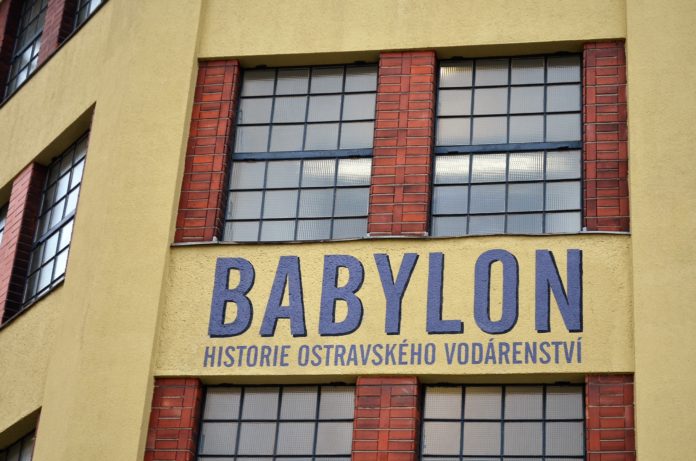 BABYLON
HISTORIE OSTRAVSKÉHO VODÁRENSTVÍ